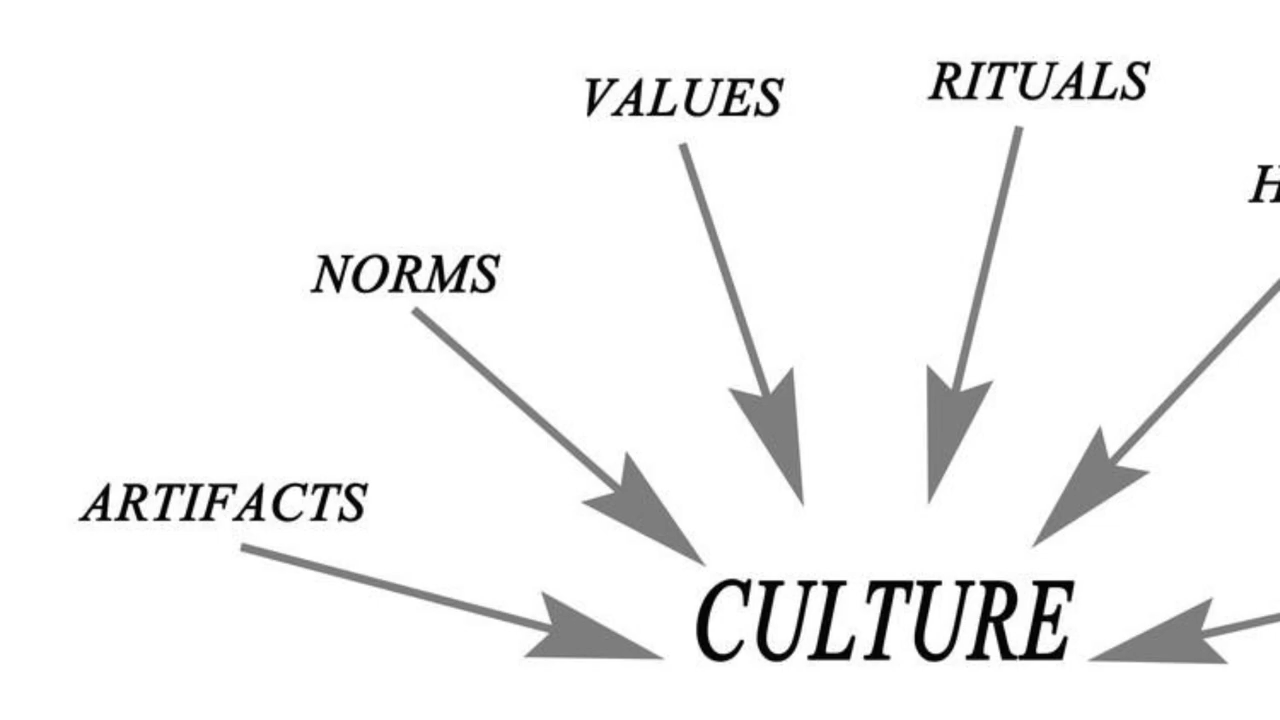 VALUES
RITUALS
H
NORMS
ARTIFACTS
CULTURE